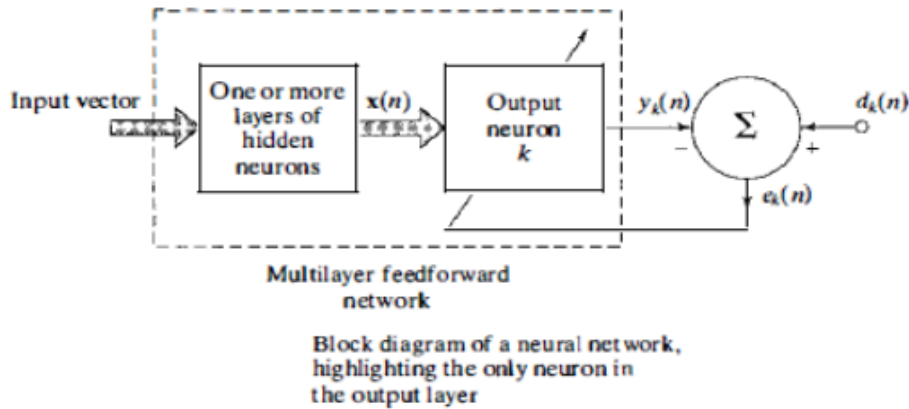 Input vector
One or more
layers of
hidden
neurons
x(n)
Output
neuron
k
yₖ(n)
−
Σ
+
dₖ(n)
eₖ(n)
Multilayer feedforward
network
Block diagram of a neural network,
highlighting the only neuron in
the output layer